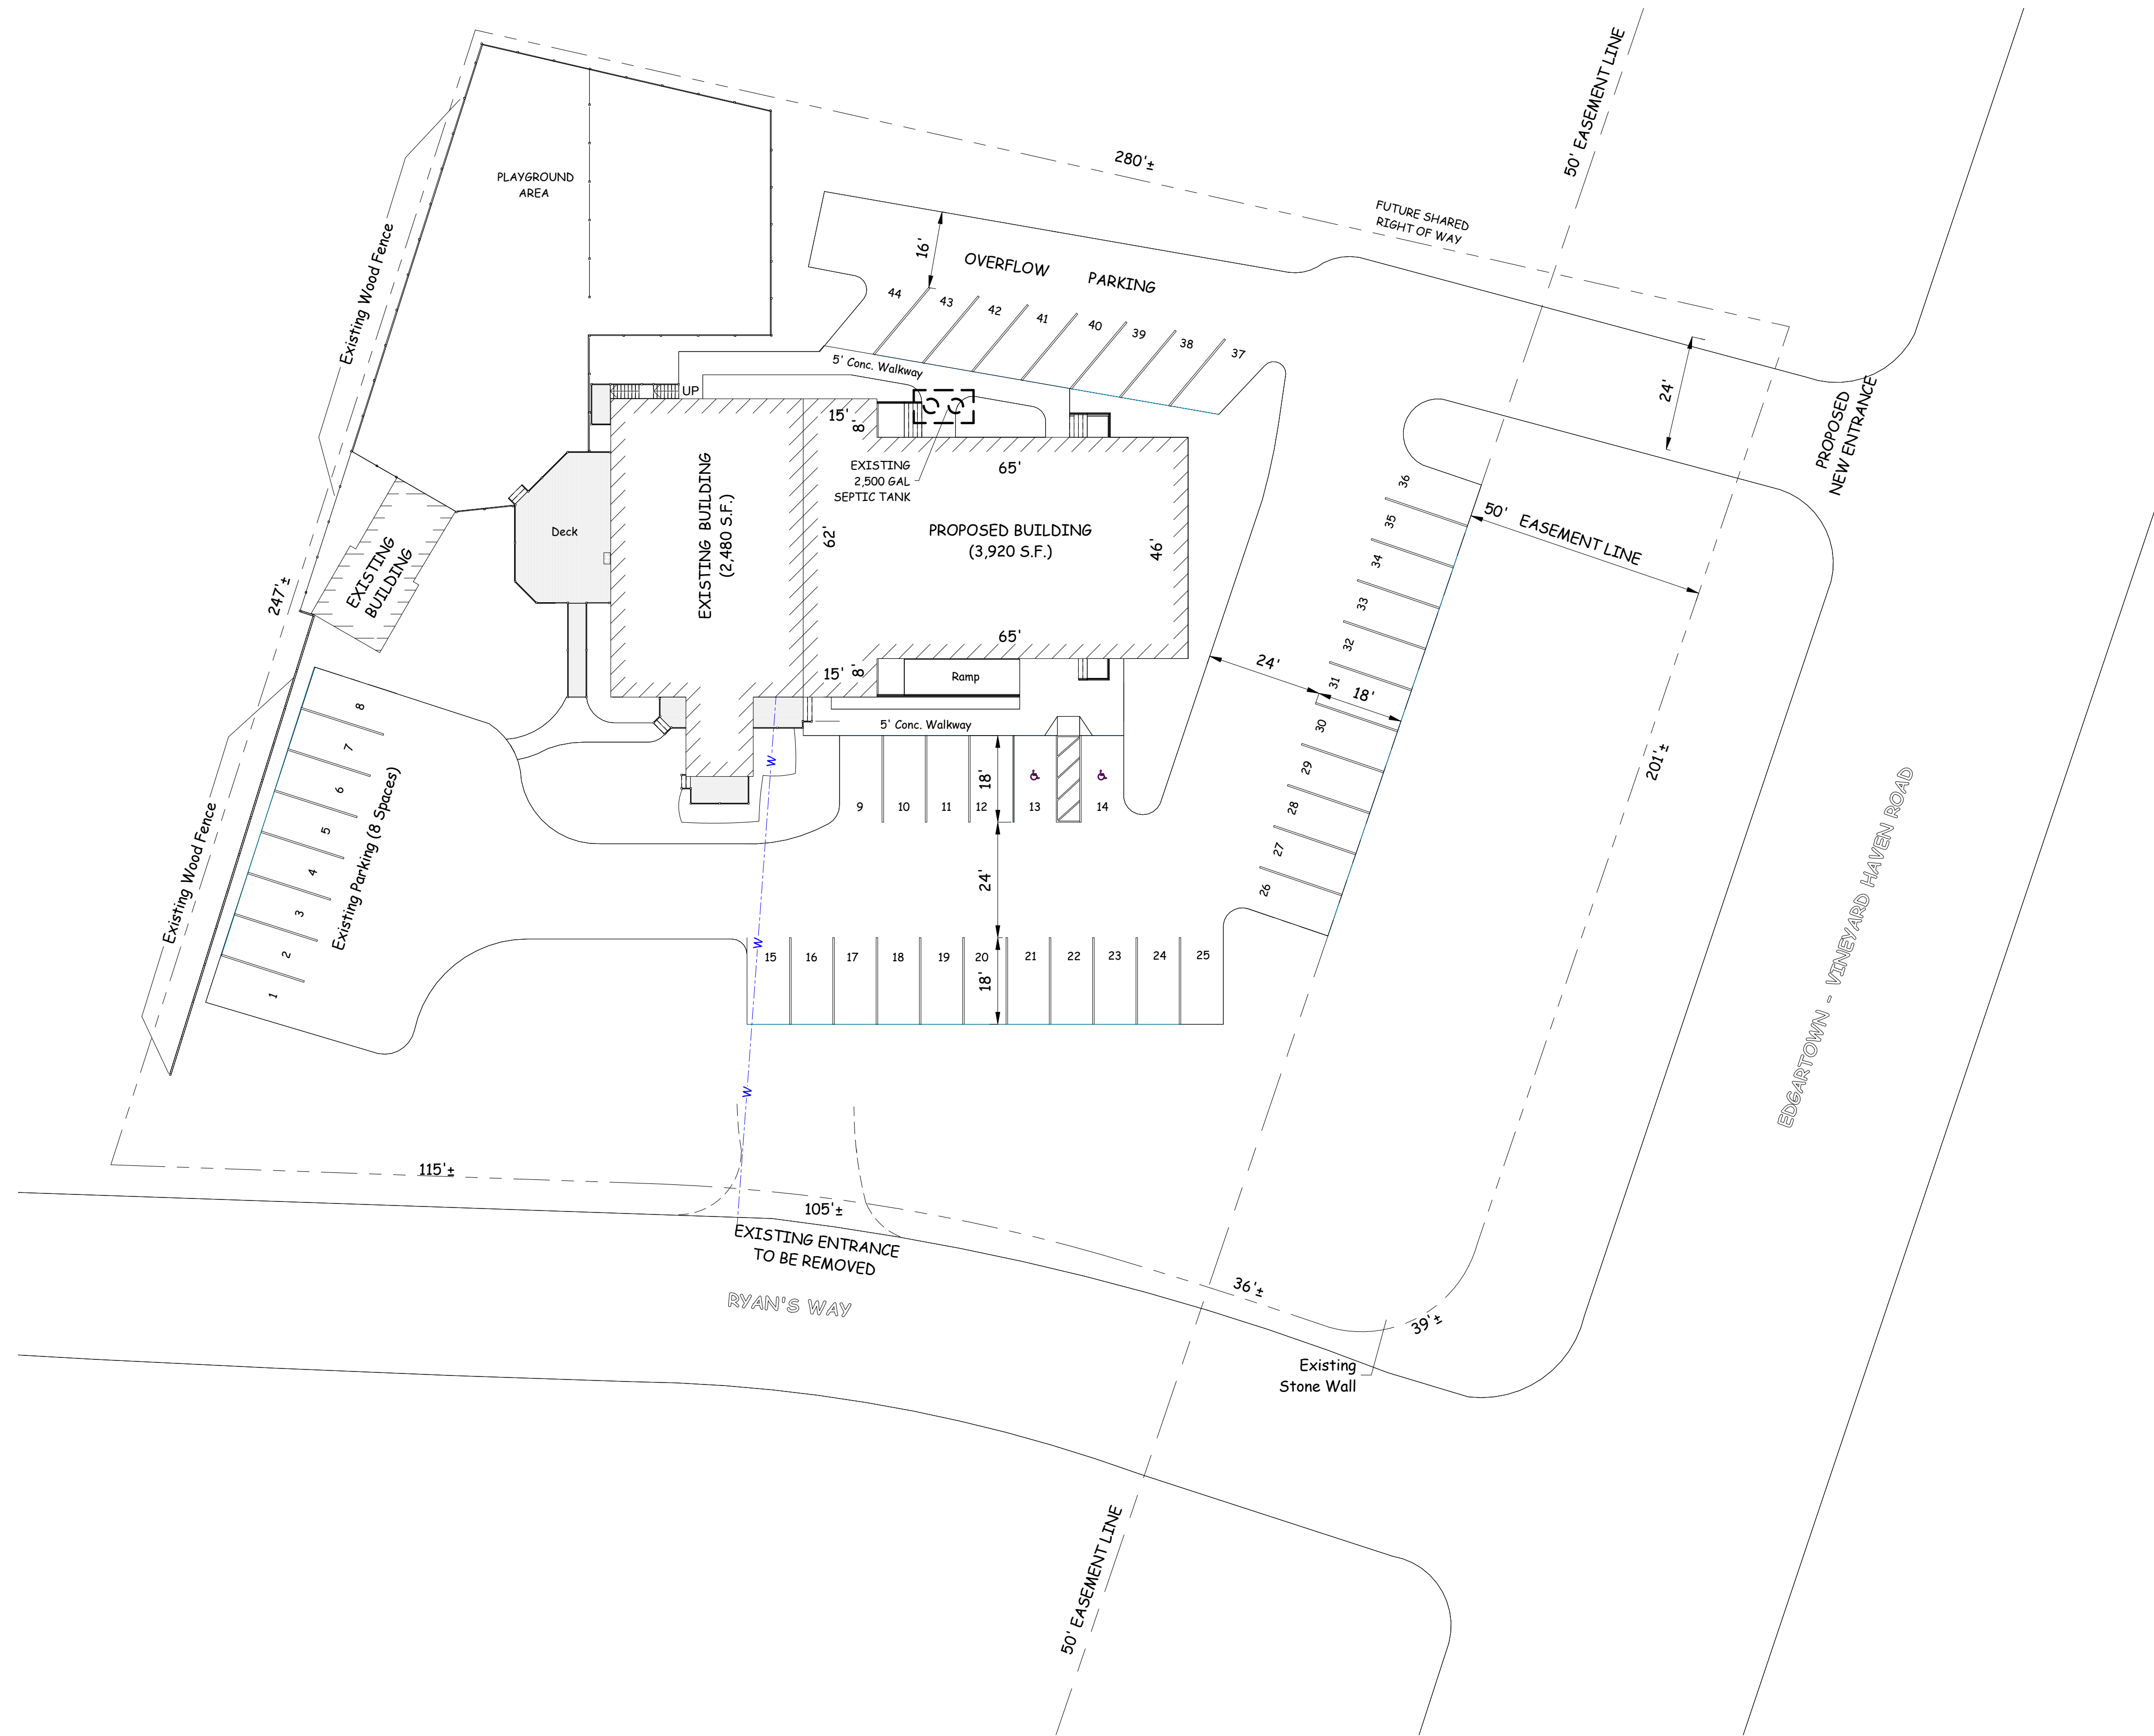 50' EASEMENT LINE
280'±
FUTURE SHARED
RIGHT OF WAY
PLAYGROUND
AREA
Existing Wood Fence
16'
OVERFLOW PARKING
44
43
42
41
40
39
38
37
5' Conc. Walkway
24'
PROPOSED
NEW ENTRANCE
UP
15'
8'
65'
EXISTING
2,500 GAL
SEPTIC TANK
EXISTING BUILDING
(2,480 S.F.)
62'
PROPOSED BUILDING
(3,920 S.F.)
46'
65'
15'
8'
Ramp
5' Conc. Walkway
Deck
EXISTING
BUILDING
247'±
36
35
34
33
32
31
30
29
28
27
26
50' EASEMENT LINE
24'
18'
201'±
EDGARTOWN - VINEYARD HAVEN ROAD
8
7
6
5
4
3
2
1
Existing Parking (8 Spaces)
Existing Wood Fence
W
9
10
11
12
18'
13
14
24'
W
15
16
17
18
19
20
18'
21
22
23
24
25
W
115'±
105'±
EXISTING ENTRANCE
TO BE REMOVED
RYAN'S WAY
36'±
39'±
Existing
Stone Wall
50' EASEMENT LINE